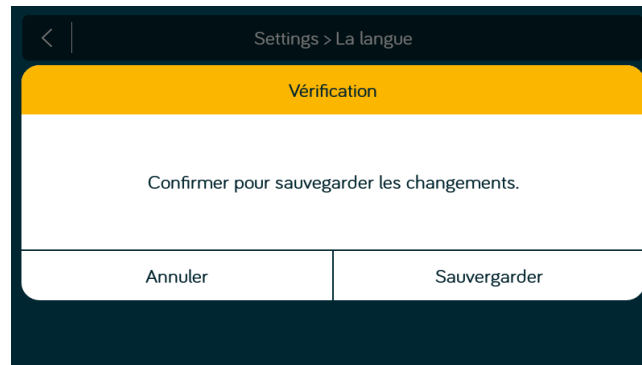 Settings > La langue
Vérification
Confirmer pour sauvegarder les changements.
Annuler
Sauvergarder